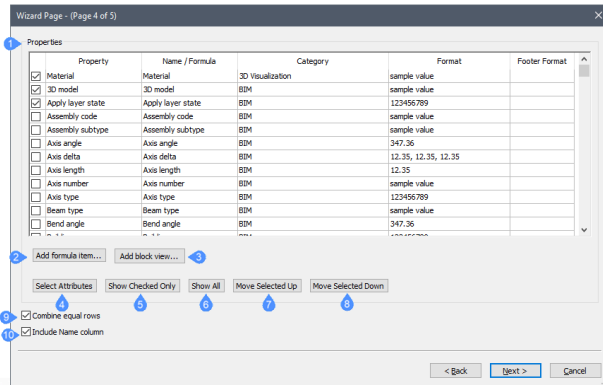 Wizard Page - (Page 4 of 5)
1 Properties
Property Name / Formula Category Format Footer Format
Material Material 3D Visualization sample value
3D model 3D model BIM sample value
Apply layer state Apply layer state BIM 123456789
Assembly code Assembly code BIM sample value
Assembly subtype Assembly subtype BIM sample value
Axis angle Axis angle BIM 347.36
Axis delta Axis delta BIM 12.35, 12.35, 12.35
Axis length Axis length BIM 12.35
Axis number Axis number BIM sample value
Axis type Axis type BIM 123456789
Beam type Beam type BIM sample value
Bend angle Bend angle BIM 347.36
2 Add formula item... Add block view... 3
Select Attributes Show Checked Only Show All Move Selected Up Move Selected Down
4 5 6 7 8
9 Combine equal rows
10 Include Name column
< Back Next > Cancel